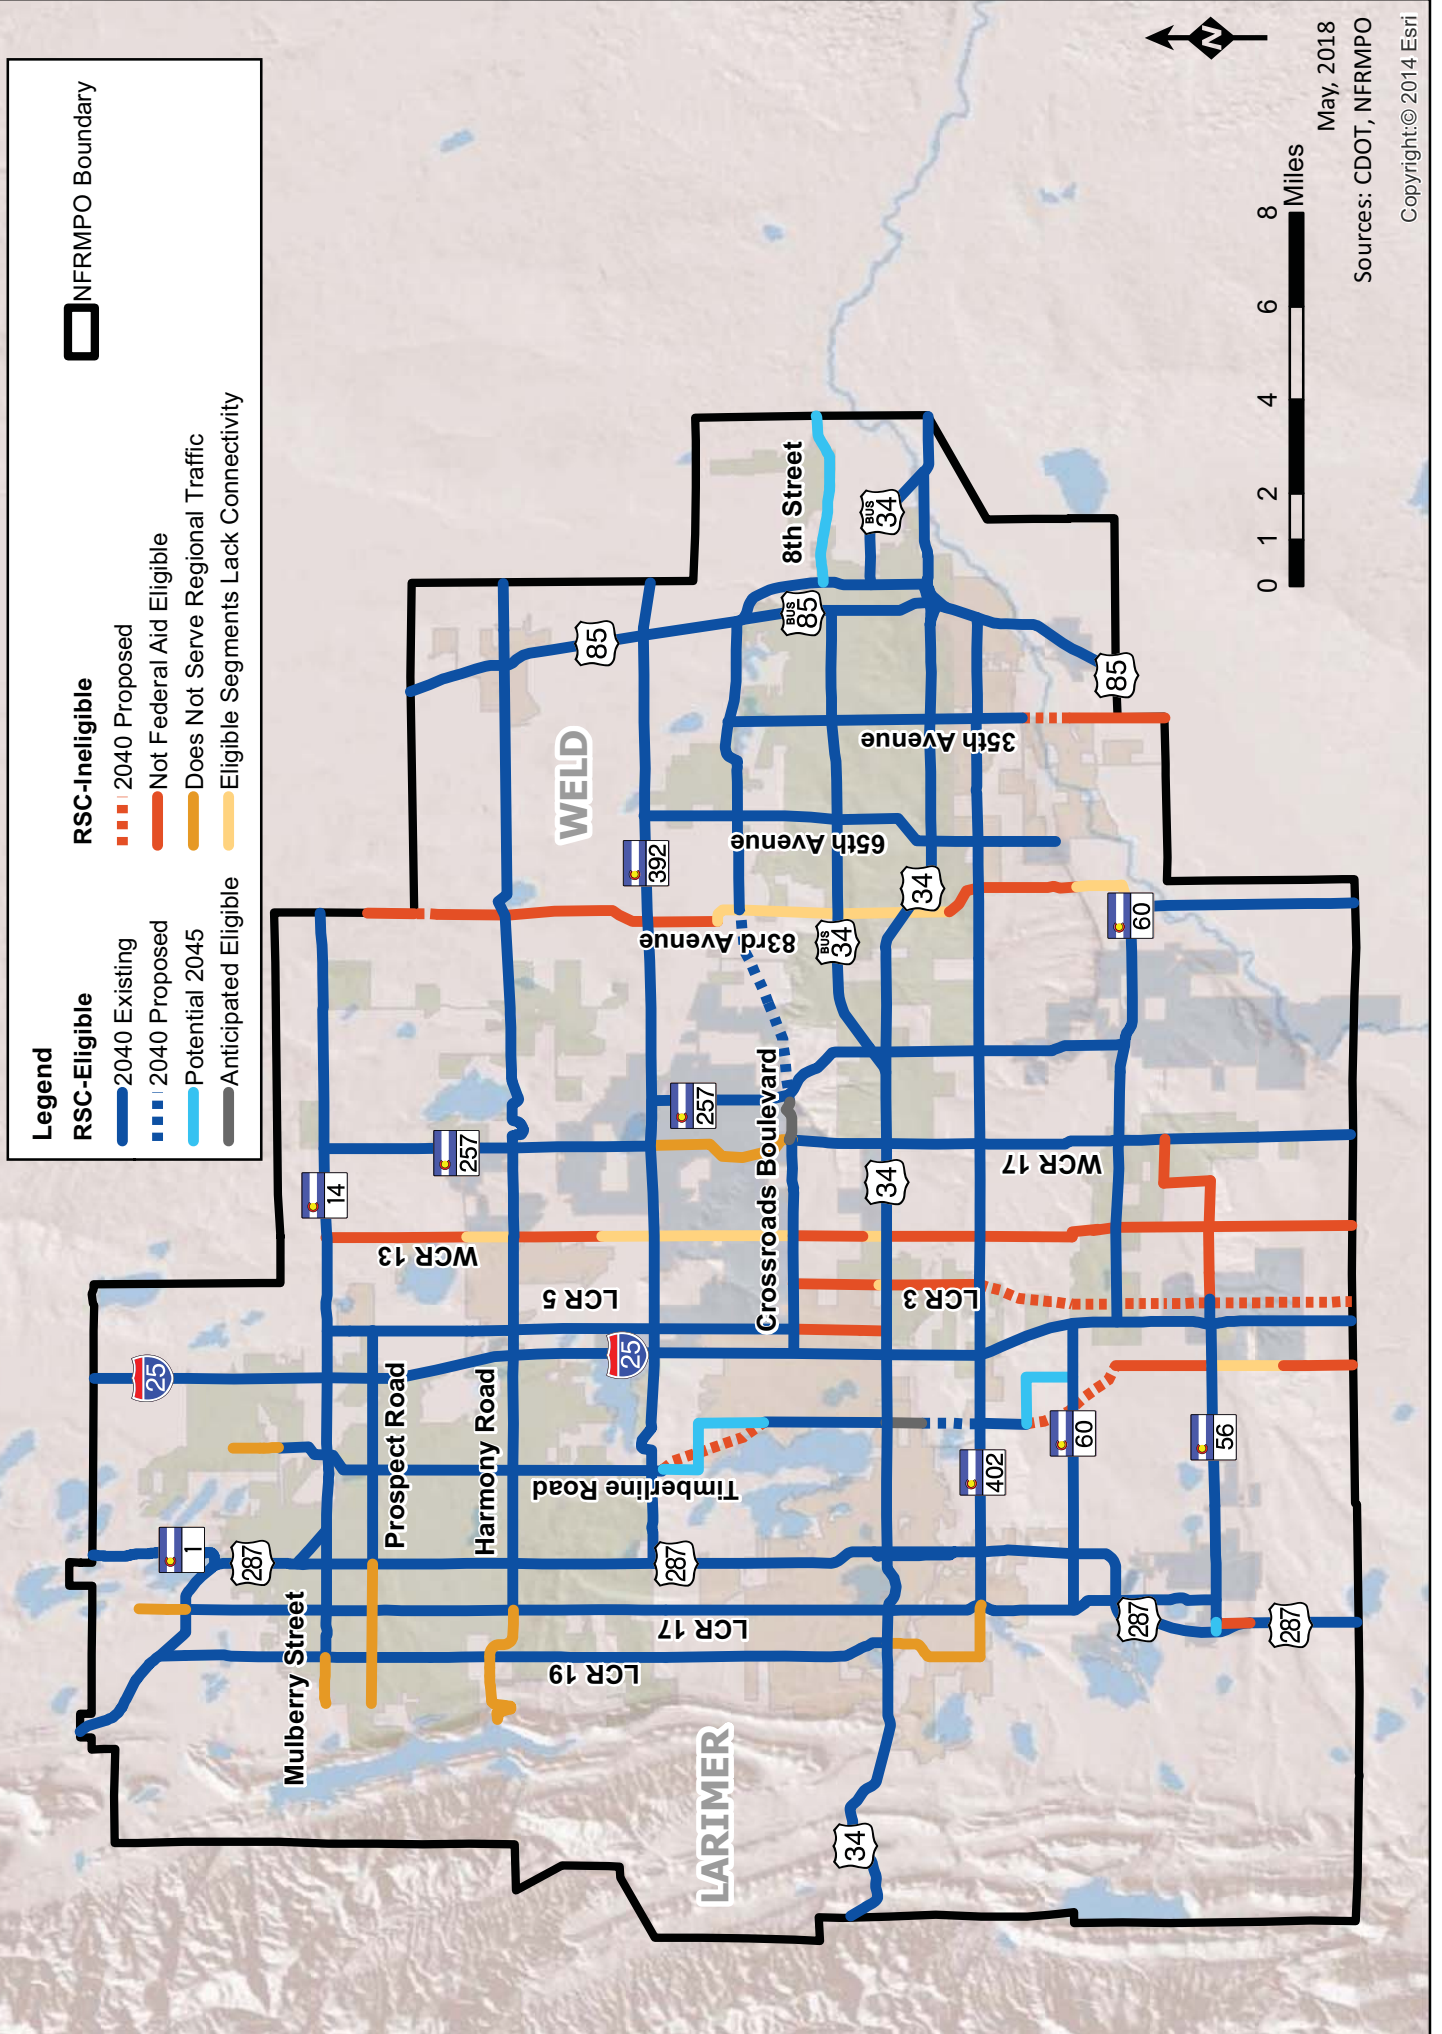 Legend
RSC-Eligible
2040 Existing
2040 Proposed
Potential 2045
Anticipated Eligible
RSC-Ineligible
2040 Proposed
Not Federal Aid Eligible
Does Not Serve Regional Traffic
Eligible Segments Lack Connectivity
NFRMPO Boundary
1
287
25
14
257
85
Mulberry Street
Prospect Road
Harmony Road
WCR 13
LCR 5
25
WELD
392
257
83rd Avenue
65th Avenue
35th Avenue
8th Street
BUS
85
BUS
34
BUS
34
34
Crossroads Boulevard
Timberline Road
287
LCR 17
LCR 19
LARIMER
34
34
LCR 3
WCR 17
402
60
60
85
56
287
287
0 1 2 4 6 8
Miles
N
May, 2018
Sources: CDOT, NFRMPO
Copyright:© 2014 Esri